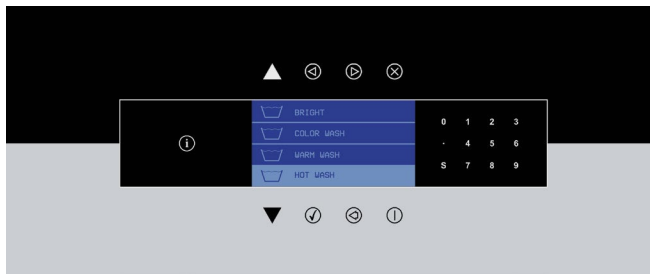 BRIGHT
COLOR WASH
WARM WASH
HOT WASH
0 1 2 3
· 4 5 6
S 7 8 9
i